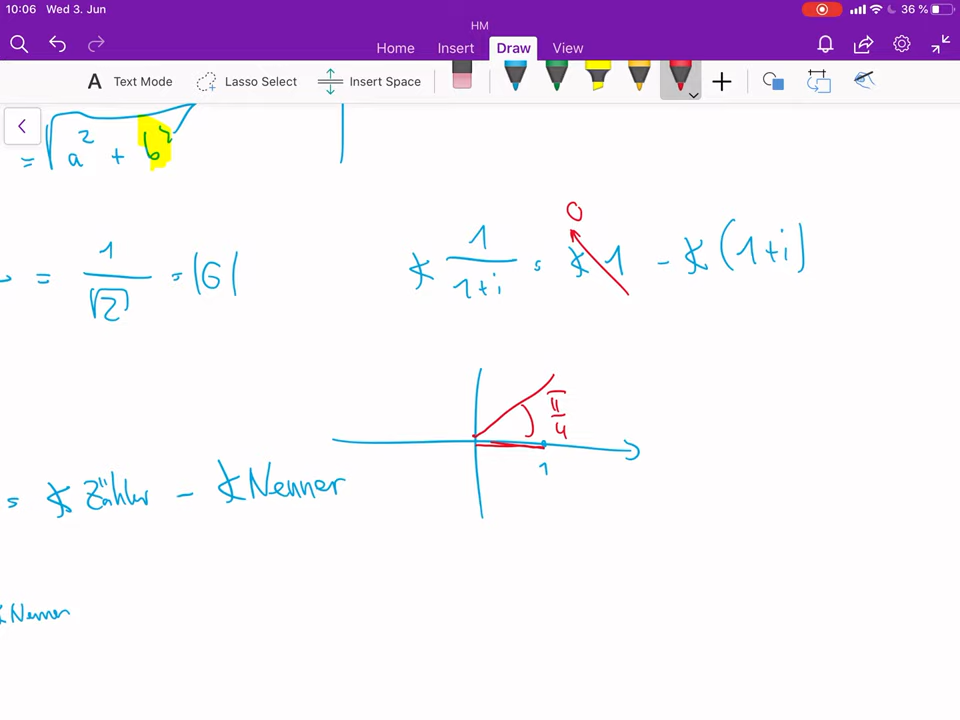 10:06 Wed 3. Jun 36 %
HM
Home Insert Draw View
A Text Mode Lasso Select Insert Space
= √a² + b²
= 1/√2 = |G|
∡ 1/(1+i) = ∡ 1 - ∡ (1+i)
0
π/4
1
= ∡ Zähler - ∡ Nenner
∡ Nenner